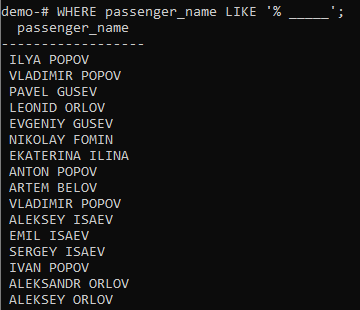 demo-# WHERE passenger_name LIKE '% _____';
passenger_name
------------------
ILYA POPOV
VLADIMIR POPOV
PAVEL GUSEV
LEONID ORLOV
EVGENIY GUSEV
NIKOLAY FOMIN
EKATERINA ILINA
ANTON POPOV
ARTEM BELOV
VLADIMIR POPOV
ALEKSEY ISAEV
EMIL ISAEV
SERGEY ISAEV
IVAN POPOV
ALEKSANDR ORLOV
ALEKSEY ORLOV